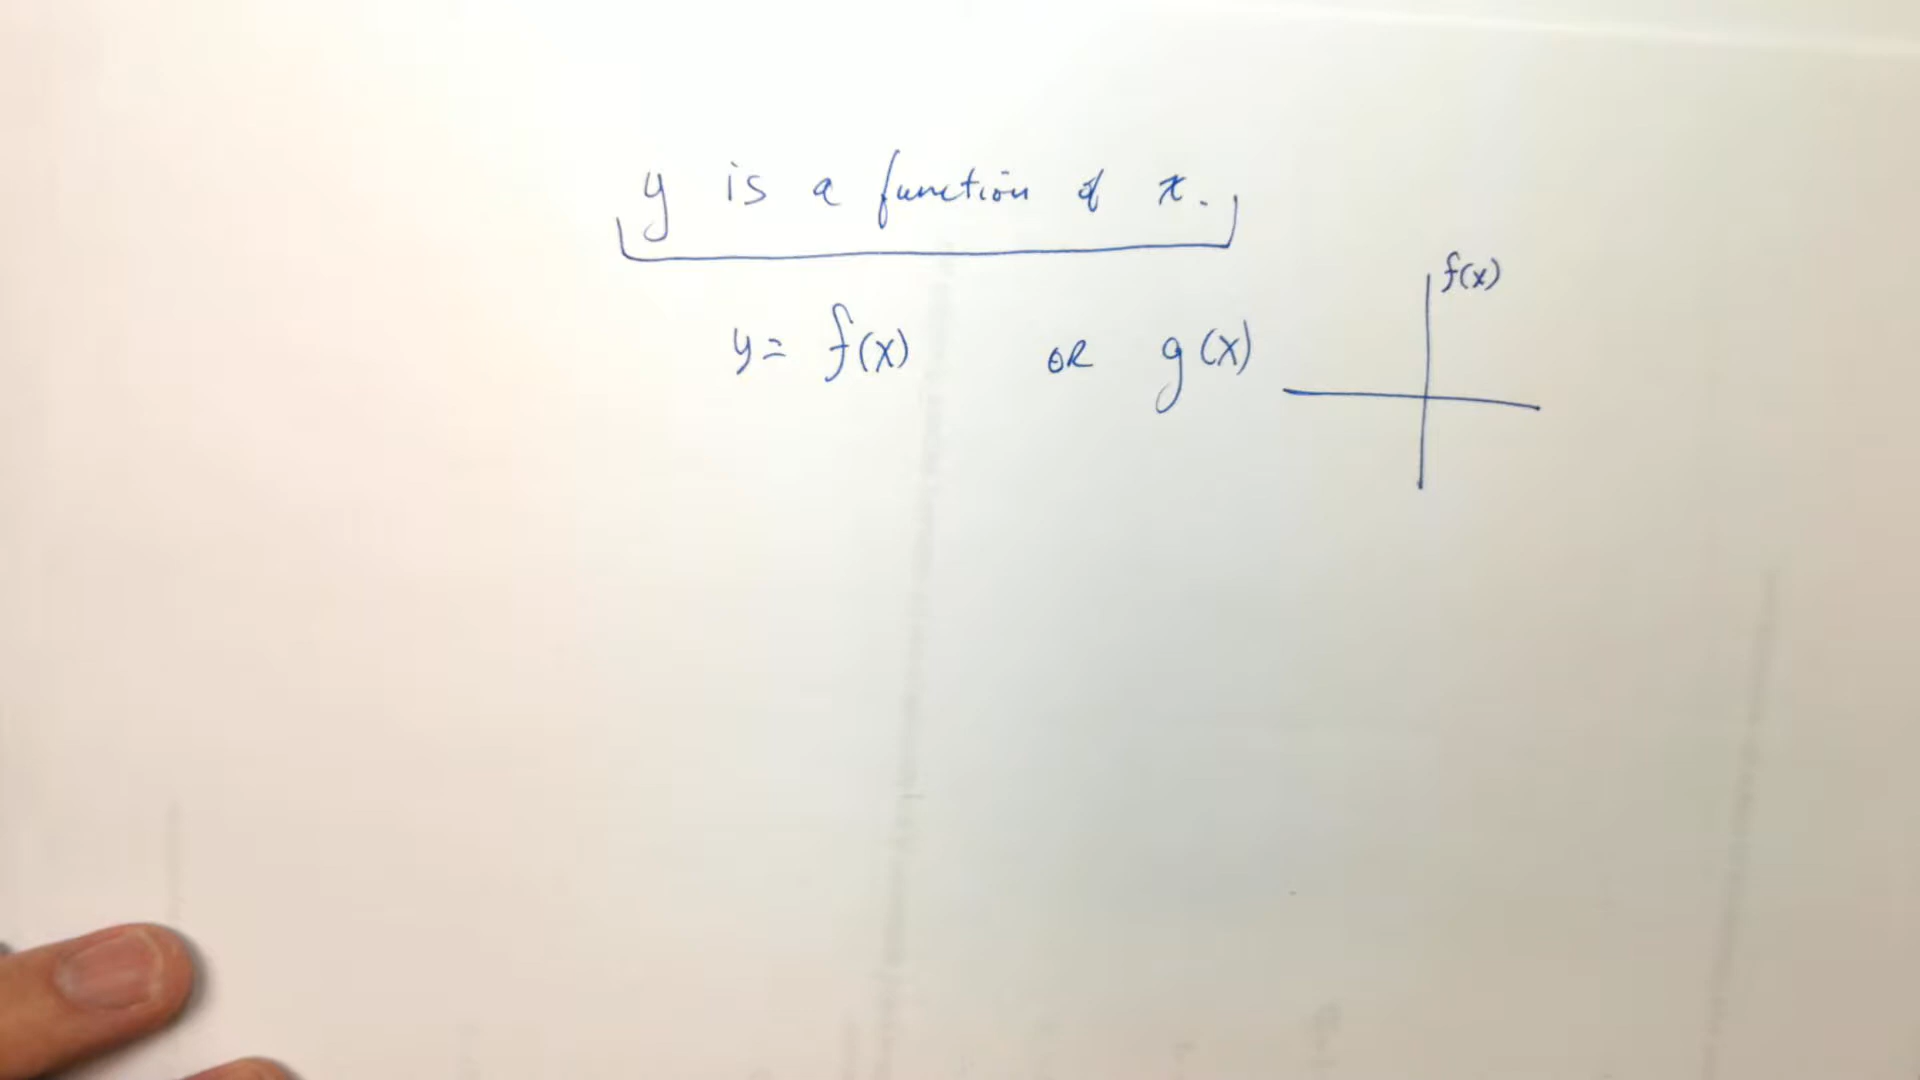 y is a function of x.
f(x)
y = f(x) OR g(x)